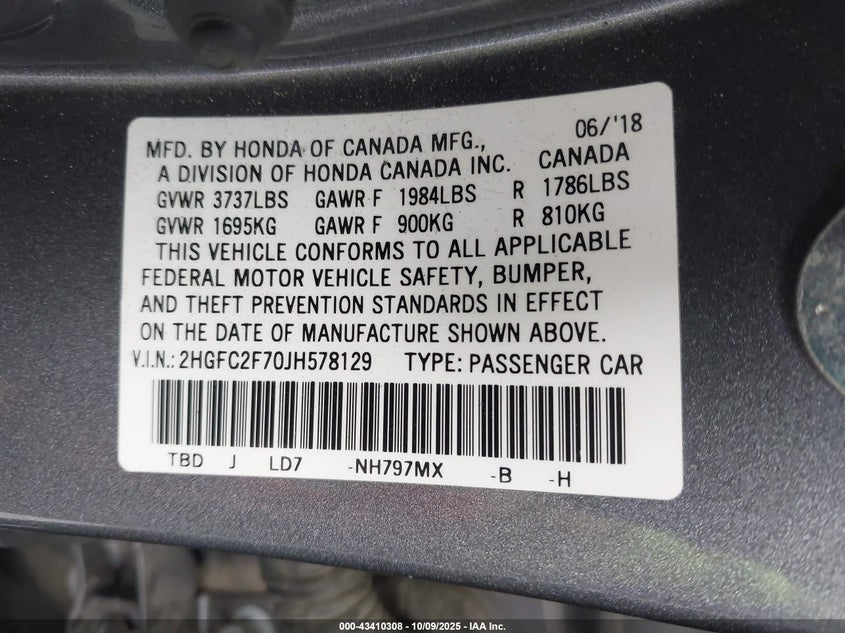 MFD. BY HONDA OF CANADA MFG., 06/'18
A DIVISION OF HONDA CANADA INC. CANADA
GVWR 3737LBS GAWR F 1984LBS R 1786LBS
GVWR 1695KG GAWR F 900KG R 810KG
THIS VEHICLE CONFORMS TO ALL APPLICABLE
FEDERAL MOTOR VEHICLE SAFETY, BUMPER,
AND THEFT PREVENTION STANDARDS IN EFFECT
ON THE DATE OF MANUFACTURE SHOWN ABOVE.
V.I.N.: 2HGFC2F70JH578129 TYPE: PASSENGER CAR
TBD J LD7 -NH797MX -B -H
000-43410308 | 10/09/2025 | IAA Inc.